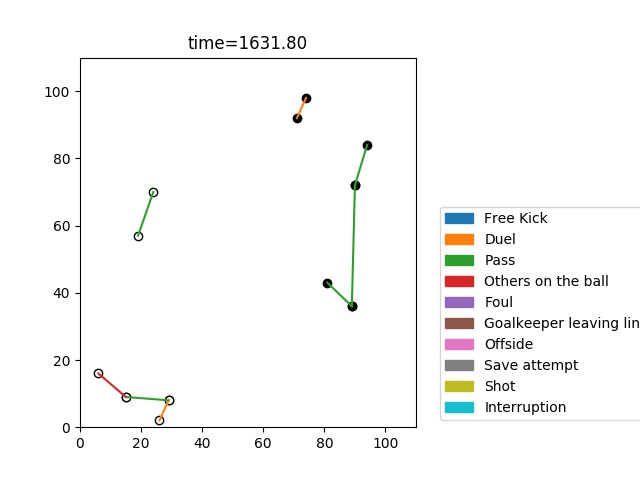 time=1631.80
100
80
60
40
20
0
0 20 40 60 80 100
Free Kick
Duel
Pass
Others on the ball
Foul
Goalkeeper leaving lin
Offside
Save attempt
Shot
Interruption